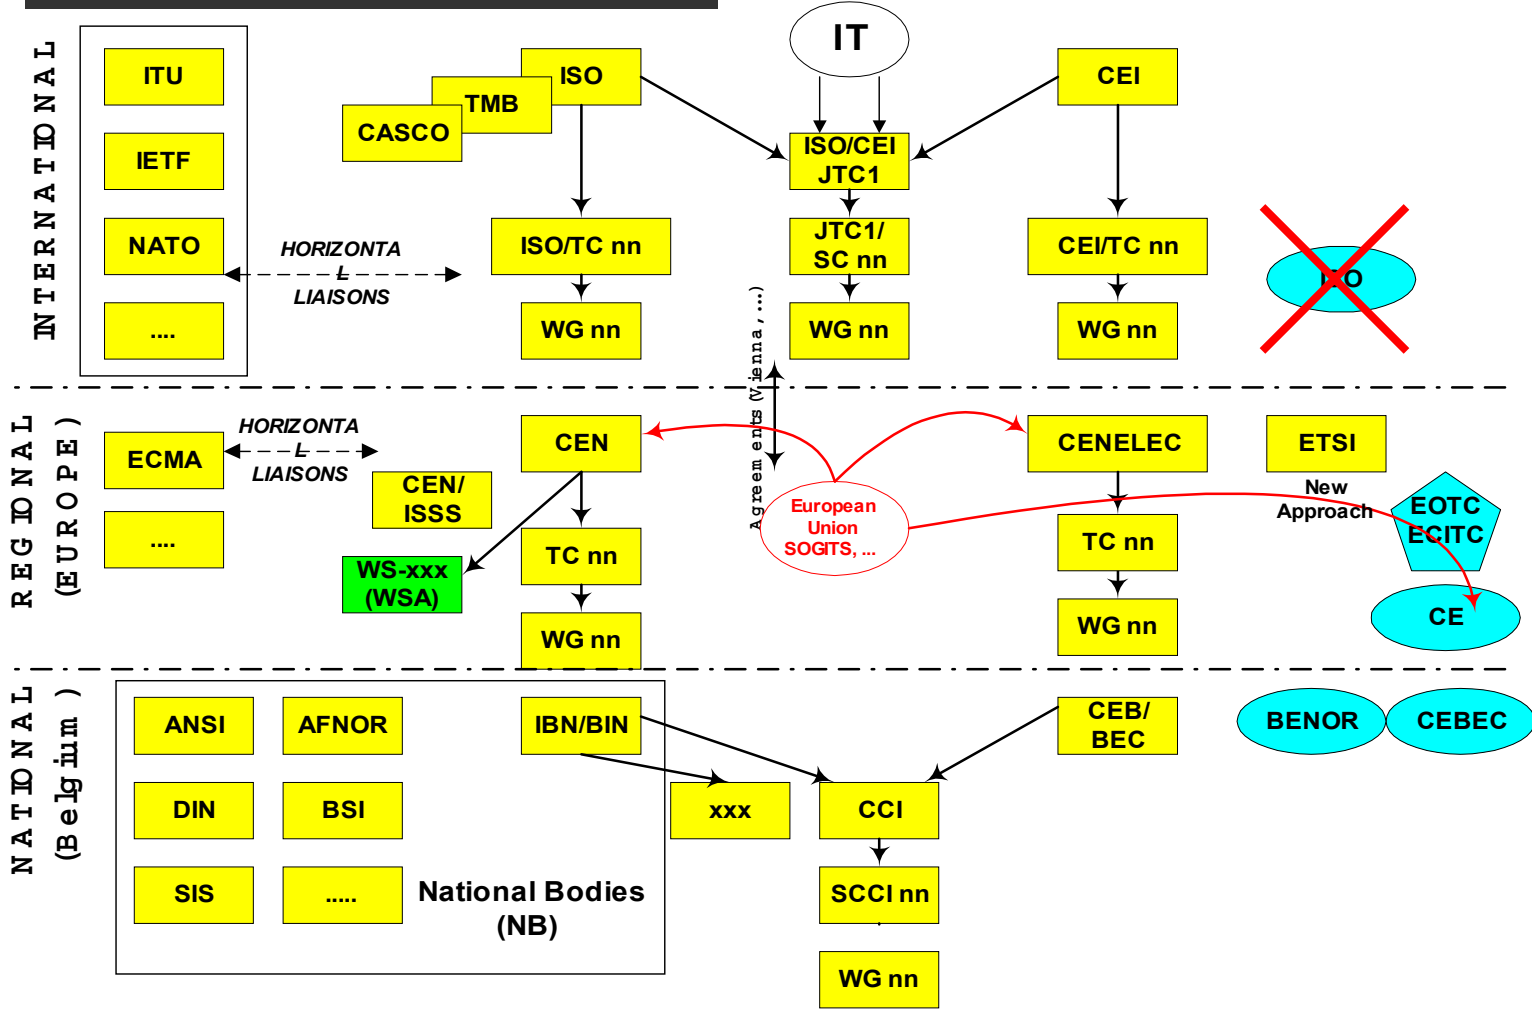 INTERNATIONAL
ITU
IETF
NATO
....
HORIZONTA
L
LIAISONS
ISO
TMB
CASCO
IT
CEI
ISO/CEI
JTC1
ISO/TC nn
JTC1/
SC nn
CEI/TC nn
WG nn
WG nn
WG nn
Agreements (Vienna, ...)
REGIONAL
(EUROPE)
ECMA
....
HORIZONTA
L
LIAISONS
CEN
CEN/
ISSS
WS-xxx
(WSA)
TC nn
WG nn
European
Union
SOGITS, ...
CENELEC
TC nn
WG nn
ETSI
New
Approach
EOTC
ECITC
CE
NATIONAL
(Belgium)
ANSI
AFNOR
IBN/BIN
DIN
BSI
SIS
.....
National Bodies
(NB)
xxx
CCI
SCCI nn
WG nn
CEB/
BEC
BENOR
CEBEC